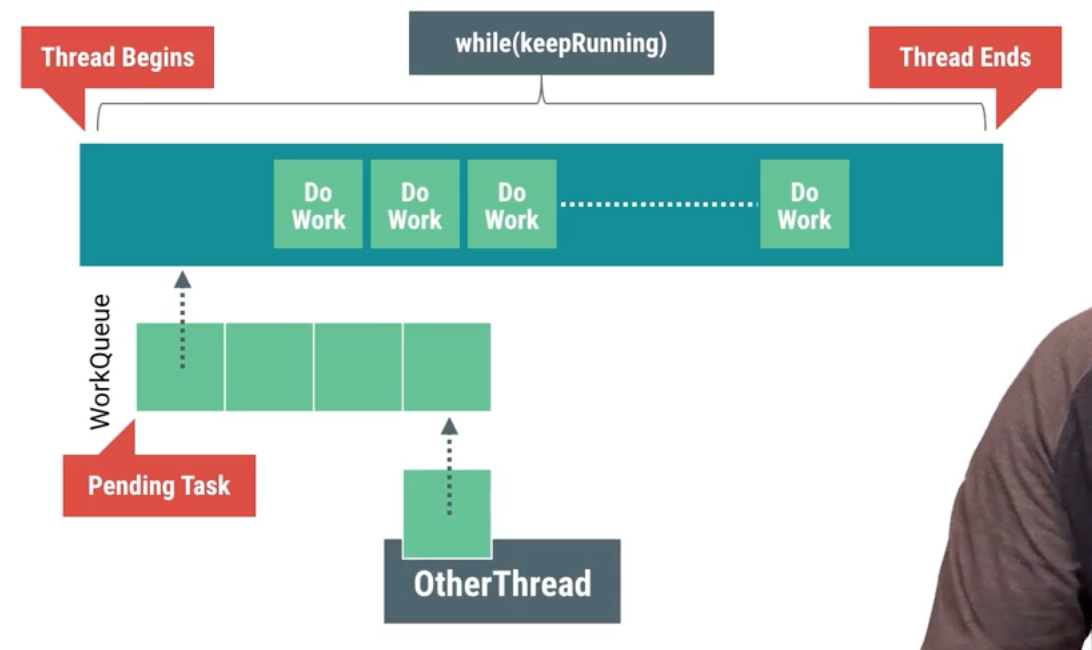 while(keepRunning)
Thread Begins
Thread Ends
Do
Work
Do
Work
Do
Work
Do
Work
WorkQueue
Pending Task
OtherThread